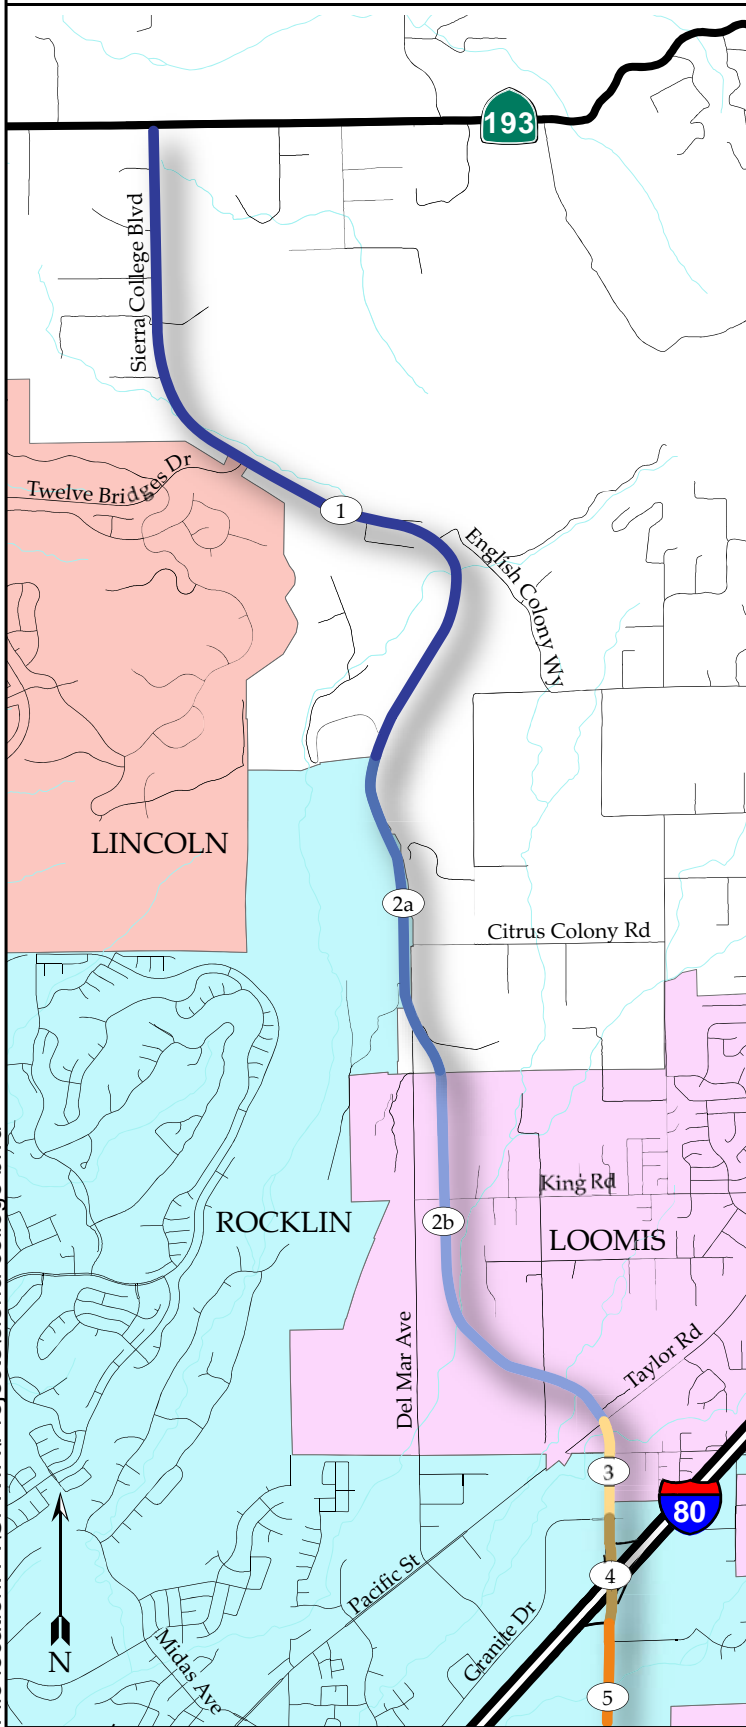 193
Sierra College Blvd
Twelve Bridges Dr
1
English Colony Wy
LINCOLN
2a
Citrus Colony Rd
King Rd
ROCKLIN
2b
LOOMIS
Del Mar Ave
Taylor Rd
3
80
4
Pacific St
Granite Dr
Midas Ave
N
5